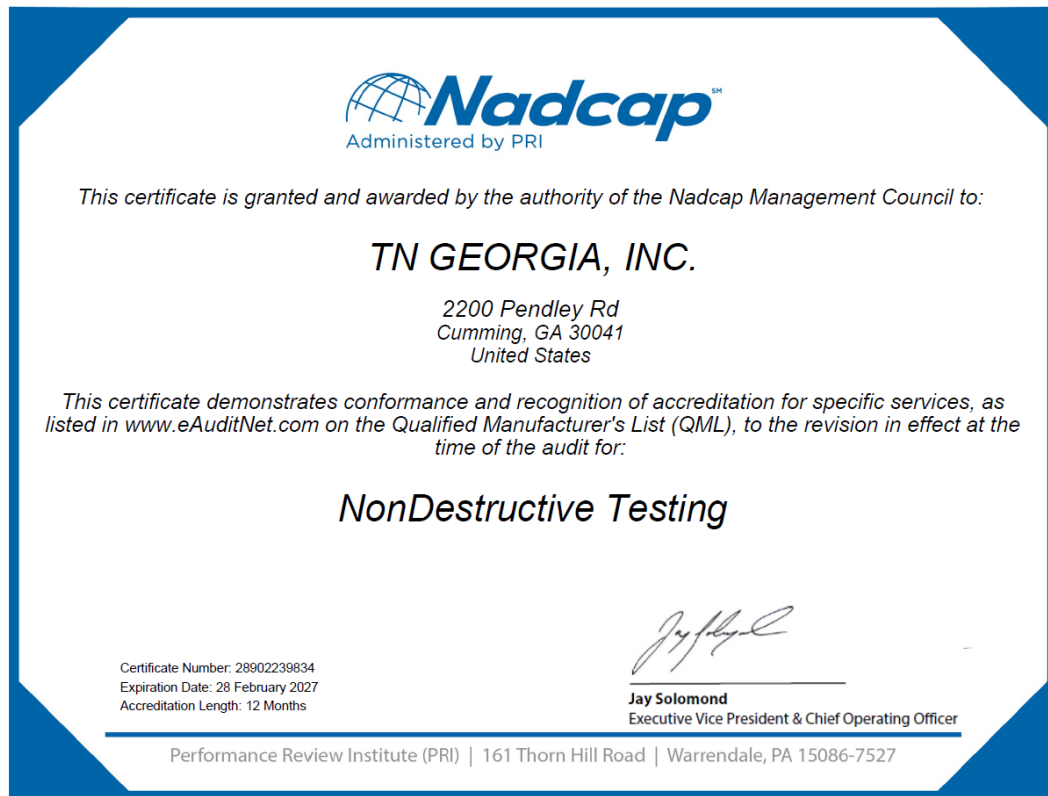 Nadcap℠
Administered by PRI
This certificate is granted and awarded by the authority of the Nadcap Management Council to:
TN GEORGIA, INC.
2200 Pendley Rd
Cumming, GA 30041
United States
This certificate demonstrates conformance and recognition of accreditation for specific services, as
listed in www.eAuditNet.com on the Qualified Manufacturer's List (QML), to the revision in effect at the
time of the audit for:
NonDestructive Testing
Certificate Number: 28902239834
Expiration Date: 28 February 2027
Accreditation Length: 12 Months
Jay Solomond
Executive Vice President & Chief Operating Officer
Performance Review Institute (PRI) | 161 Thorn Hill Road | Warrendale, PA 15086-7527